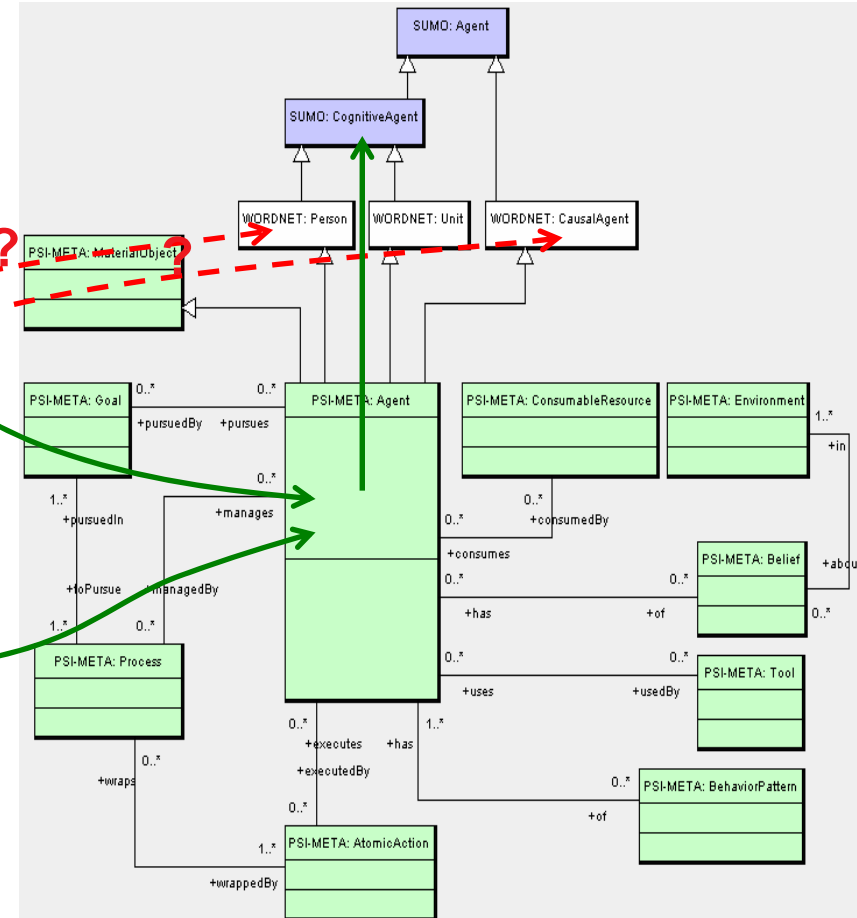 SUMO: Agent
SUMO: CognitiveAgent
WORDNET: Person
WORDNET: Unit
WORDNET: CausalAgent
?
PSI-META: MaterialObject
?
PSI-META: Goal
0..*
0..*
+pursuedBy
+pursues
PSI-META: Agent
PSI-META: ConsumableResource
PSI-META: Environment
1..*
+in
0..*
+manages
1..*
+pursuedIn
0..*
+consumedBy
0..*
+consumes
PSI-META: Belief
+abou
0..*
0..*
+has
+of
0..*
+toPursue
+managedBy
1..*
0..*
PSI-META: Process
0..*
0..*
+uses
+usedBy
PSI-META: Tool
0..*
1..*
+executes
+has
+executedBy
0..*
+wraps
0..*
PSI-META: BehaviorPattern
+of
0..*
1..*
PSI-META: AtomicAction
+wrappedBy